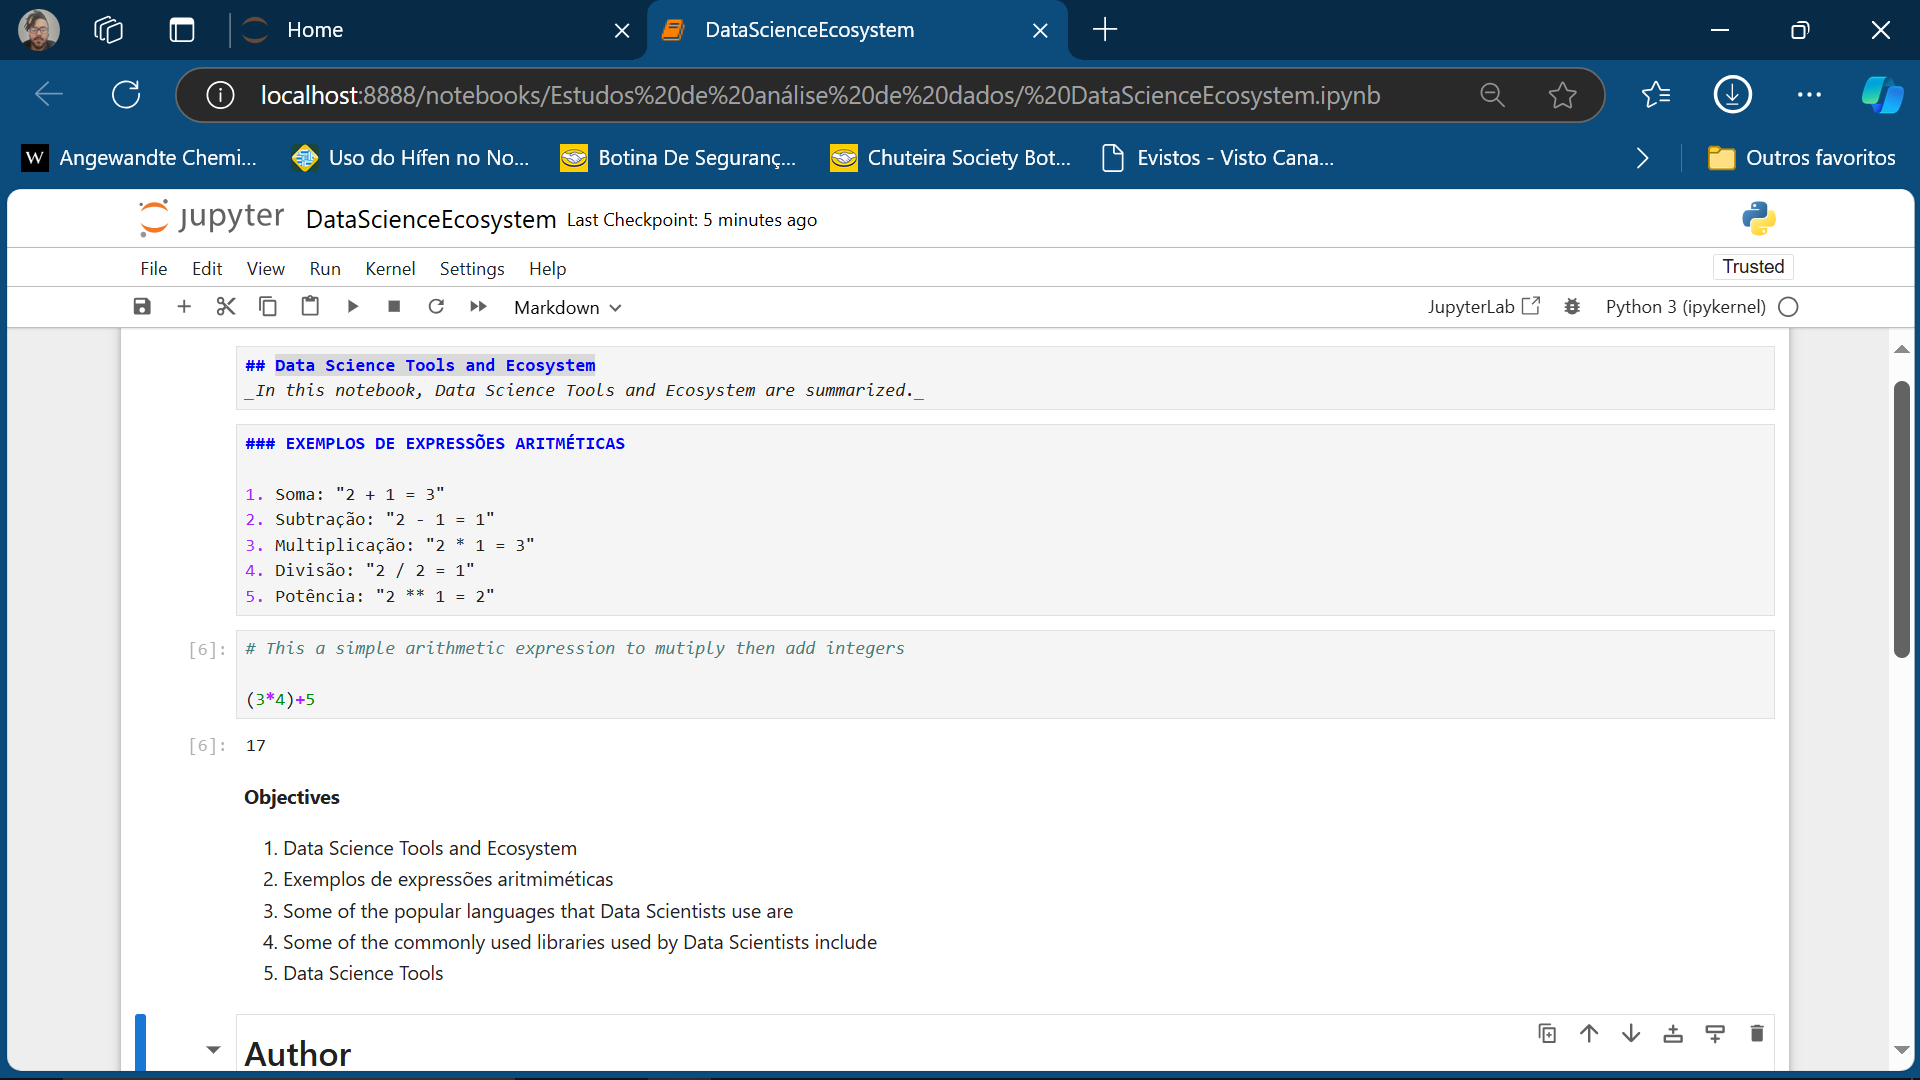 Home
DataScienceEcosystem
localhost:8888/notebooks/Estudos%20de%20análise%20de%20dados/%20DataScienceEcosystem.ipynb
W Angewandte Chemi...
Uso do Hífen no No...
Botina De Seguranç...
Chuteira Society Bot...
Evistos - Visto Cana...
Outros favoritos
jupyter DataScienceEcosystem Last Checkpoint: 5 minutes ago
File Edit View Run Kernel Settings Help
Trusted
Markdown
JupyterLab
Python 3 (ipykernel)
## Data Science Tools and Ecosystem
_In this notebook, Data Science Tools and Ecosystem are summarized._
### EXEMPLOS DE EXPRESSÕES ARITMÉTICAS
1. Soma: "2 + 1 = 3"
2. Subtração: "2 - 1 = 1"
3. Multiplicação: "2 * 1 = 3"
4. Divisão: "2 / 2 = 1"
5. Potência: "2 ** 1 = 2"
[6]: # This a simple arithmetic expression to mutiply then add integers
(3*4)+5
[6]: 17
Objectives
1. Data Science Tools and Ecosystem
2. Exemplos de expressões aritmiméticas
3. Some of the popular languages that Data Scientists use are
4. Some of the commonly used libraries used by Data Scientists include
5. Data Science Tools
Author